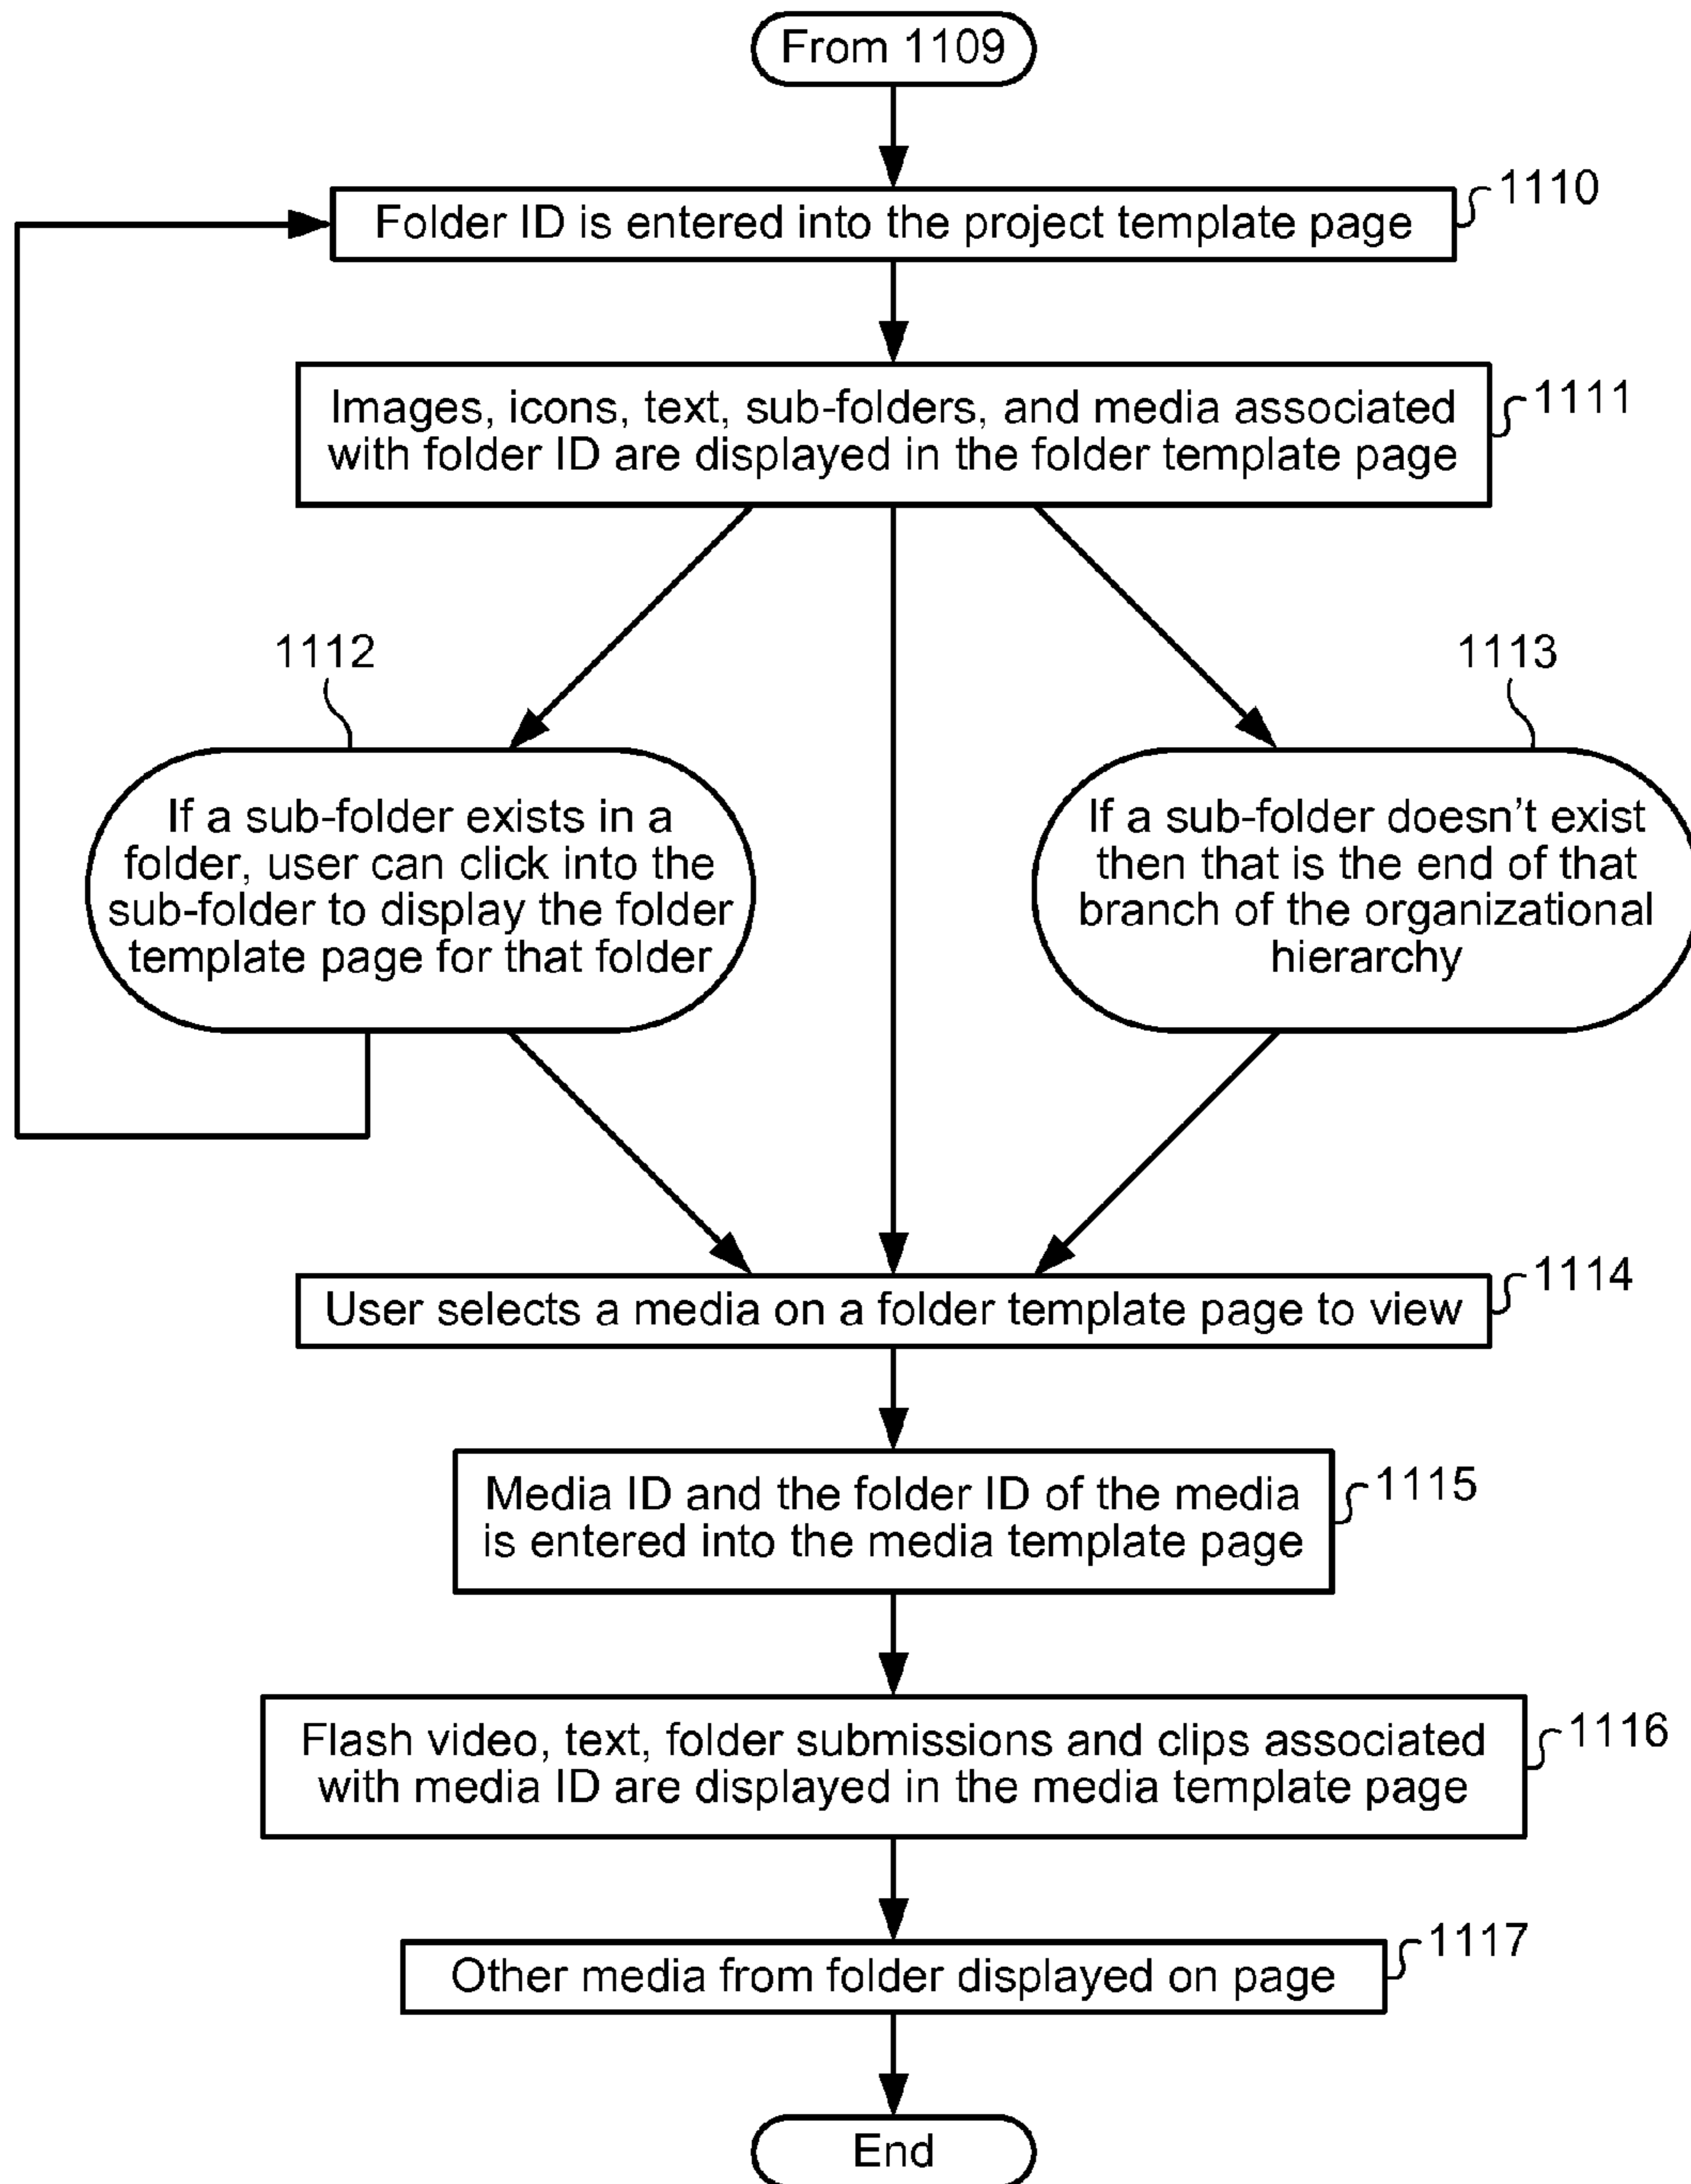 From 1109
Folder ID is entered into the project template page
1110
Images, icons, text, sub-folders, and media associated
with folder ID are displayed in the folder template page
1111
1112
If a sub-folder exists in a
folder, user can click into the
sub-folder to display the folder
template page for that folder
1113
If a sub-folder doesn't exist
then that is the end of that
branch of the organizational
hierarchy
User selects a media on a folder template page to view
1114
Media ID and the folder ID of the media
is entered into the media template page
1115
Flash video, text, folder submissions and clips associated
with media ID are displayed in the media template page
1116
Other media from folder displayed on page
1117
End